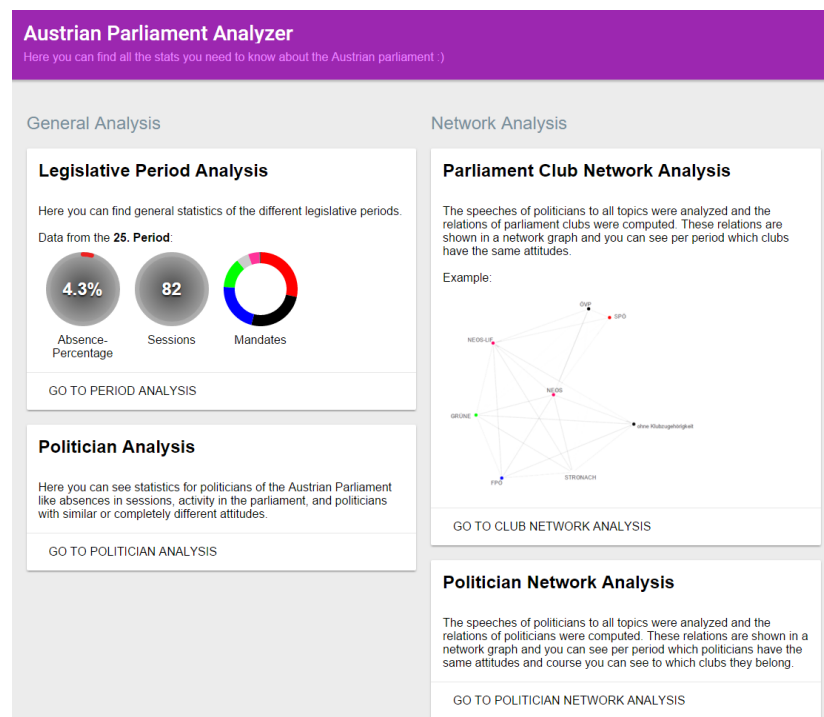 Austrian Parliament Analyzer
Here you can find all the stats you need to know about the Austrian parliament :)
General Analysis
Legislative Period Analysis
Here you can find general statistics of the different legislative periods.
Data from the 25. Period:
4.3%
82
Absence-
Percentage
Sessions
Mandates
GO TO PERIOD ANALYSIS
Politician Analysis
Here you can see statistics for politicians of the Austrian Parliament
like absences in sessions, activity in the parliament, and politicians
with similar or completely different attitudes.
GO TO POLITICIAN ANALYSIS
Network Analysis
Parliament Club Network Analysis
The speeches of politicians to all topics were analyzed and the
relations of parliament clubs were computed. These relations are
shown in a network graph and you can see per period which clubs
have the same attitudes.
Example:
ÖVP
SPÖ
NEOS-LIF
NEOS
GRÜNE
ohne Klubzugehörigkeit
STRONACH
FPÖ
GO TO CLUB NETWORK ANALYSIS
Politician Network Analysis
The speeches of politicians to all topics were analyzed and the
relations of politicians were computed. These relations are shown in a
network graph and you can see per period which politicians have the
same attitudes and course you can see to which clubs they belong.
GO TO POLITICIAN NETWORK ANALYSIS